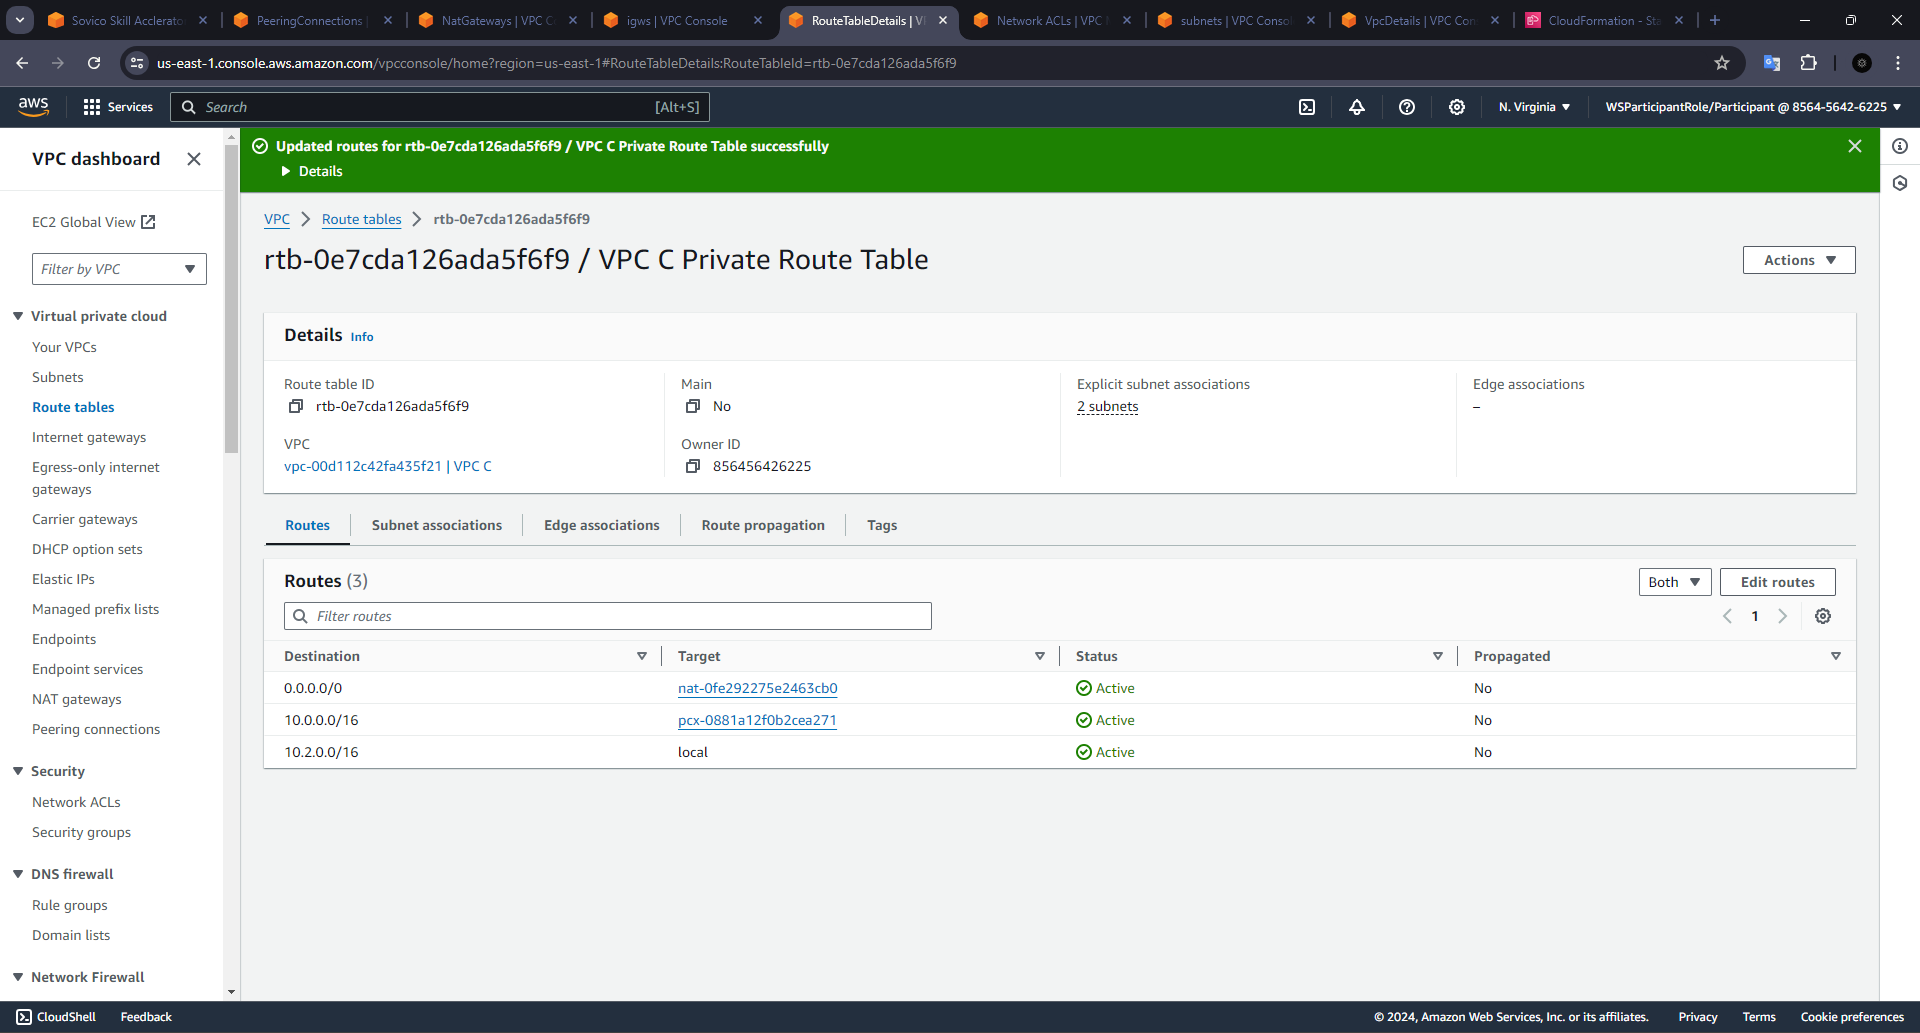 Sovico Skill Acclerato
PeeringConnections |
NatGateways | VPC C
igws | VPC Console
RouteTableDetails | V
Network ACLs | VPC
subnets | VPC Conso
VpcDetails | VPC Con
CloudFormation - Sta
us-east-1.console.aws.amazon.com/vpcconsole/home?region=us-east-1#RouteTableDetails:RouteTableId=rtb-0e7cda126ada5f6f9
aws
Services
Search
[Alt+S]
N. Virginia
WSParticipantRole/Participant @ 8564-5642-6225
VPC dashboard
EC2 Global View
Filter by VPC
Virtual private cloud
Your VPCs
Subnets
Route tables
Internet gateways
Egress-only internet
gateways
Carrier gateways
DHCP option sets
Elastic IPs
Managed prefix lists
Endpoints
Endpoint services
NAT gateways
Peering connections
Security
Network ACLs
Security groups
DNS firewall
Rule groups
Domain lists
Network Firewall
Updated routes for rtb-0e7cda126ada5f6f9 / VPC C Private Route Table successfully
Details
VPC
Route tables
rtb-0e7cda126ada5f6f9
rtb-0e7cda126ada5f6f9 / VPC C Private Route Table
Actions
Details Info
Route table ID
rtb-0e7cda126ada5f6f9
Main
No
Explicit subnet associations
2 subnets
Edge associations
–
VPC
vpc-00d112c42fa435f21 | VPC C
Owner ID
856456426225
Routes
Subnet associations
Edge associations
Route propagation
Tags
Routes (3)
Both
Edit routes
Filter routes
1
Destination Target Status Propagated
0.0.0.0/0 nat-0fe292275e2463cb0 Active No
10.0.0.0/16 pcx-0881a12f0b2cea271 Active No
10.2.0.0/16 local Active No
CloudShell
Feedback
© 2024, Amazon Web Services, Inc. or its affiliates.
Privacy
Terms
Cookie preferences